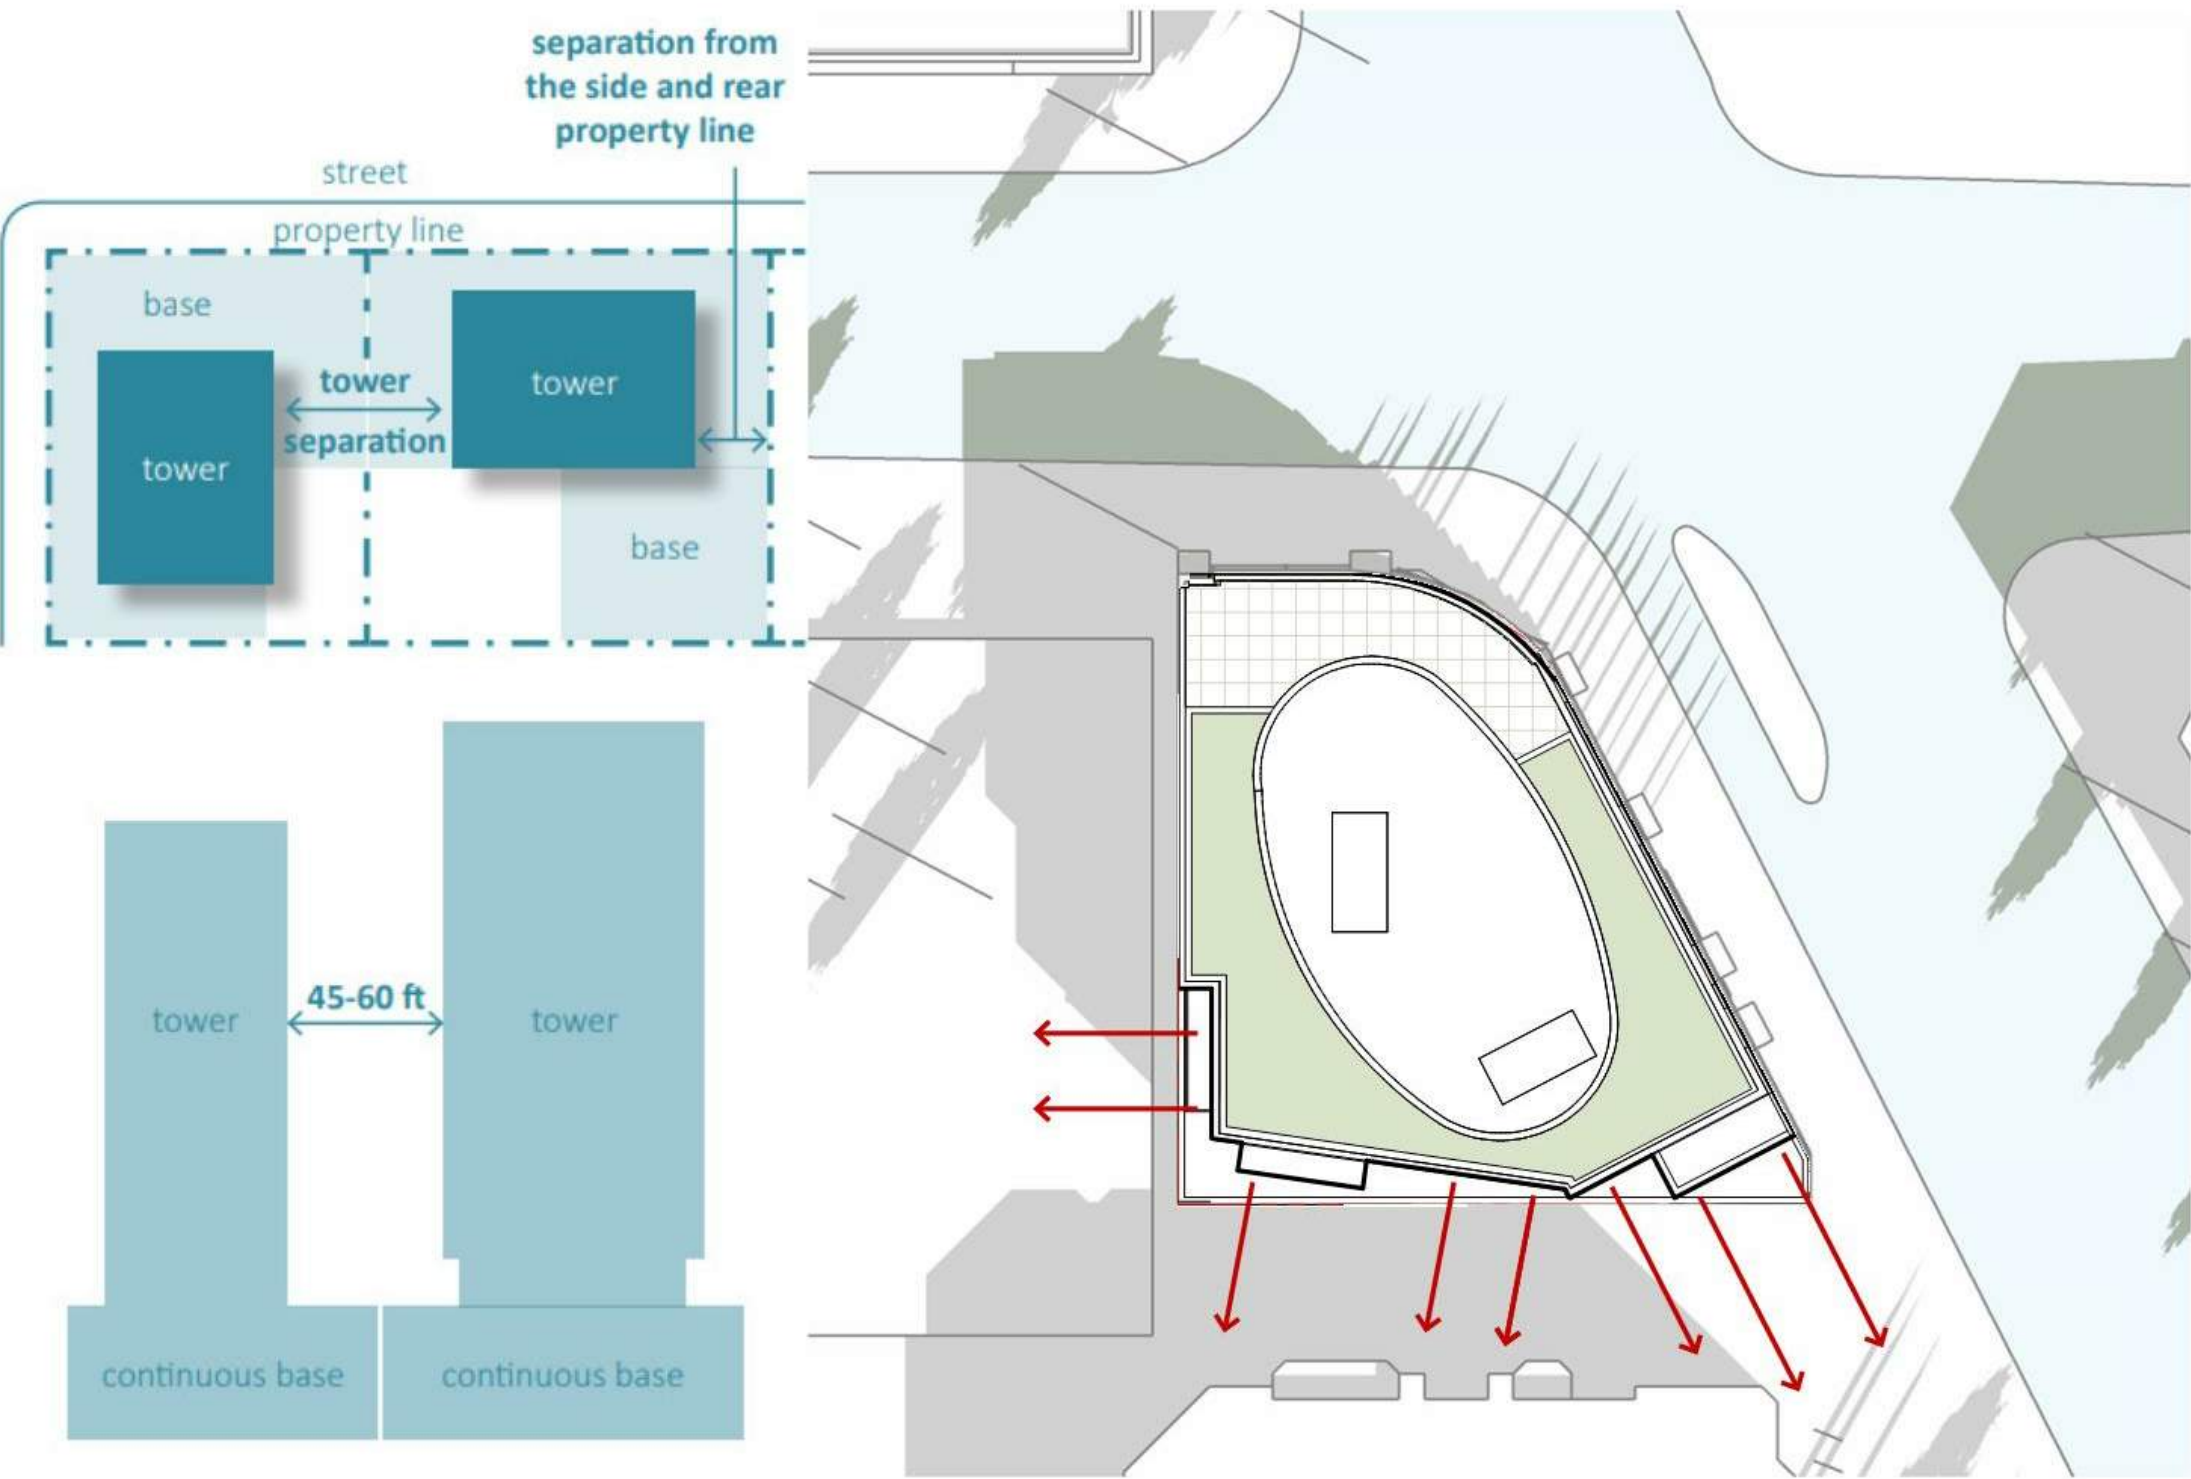 separation from
the side and rear
property line
street
property line
base
tower
tower
separation
tower
base
tower
45-60 ft
tower
continuous base
continuous base
tower